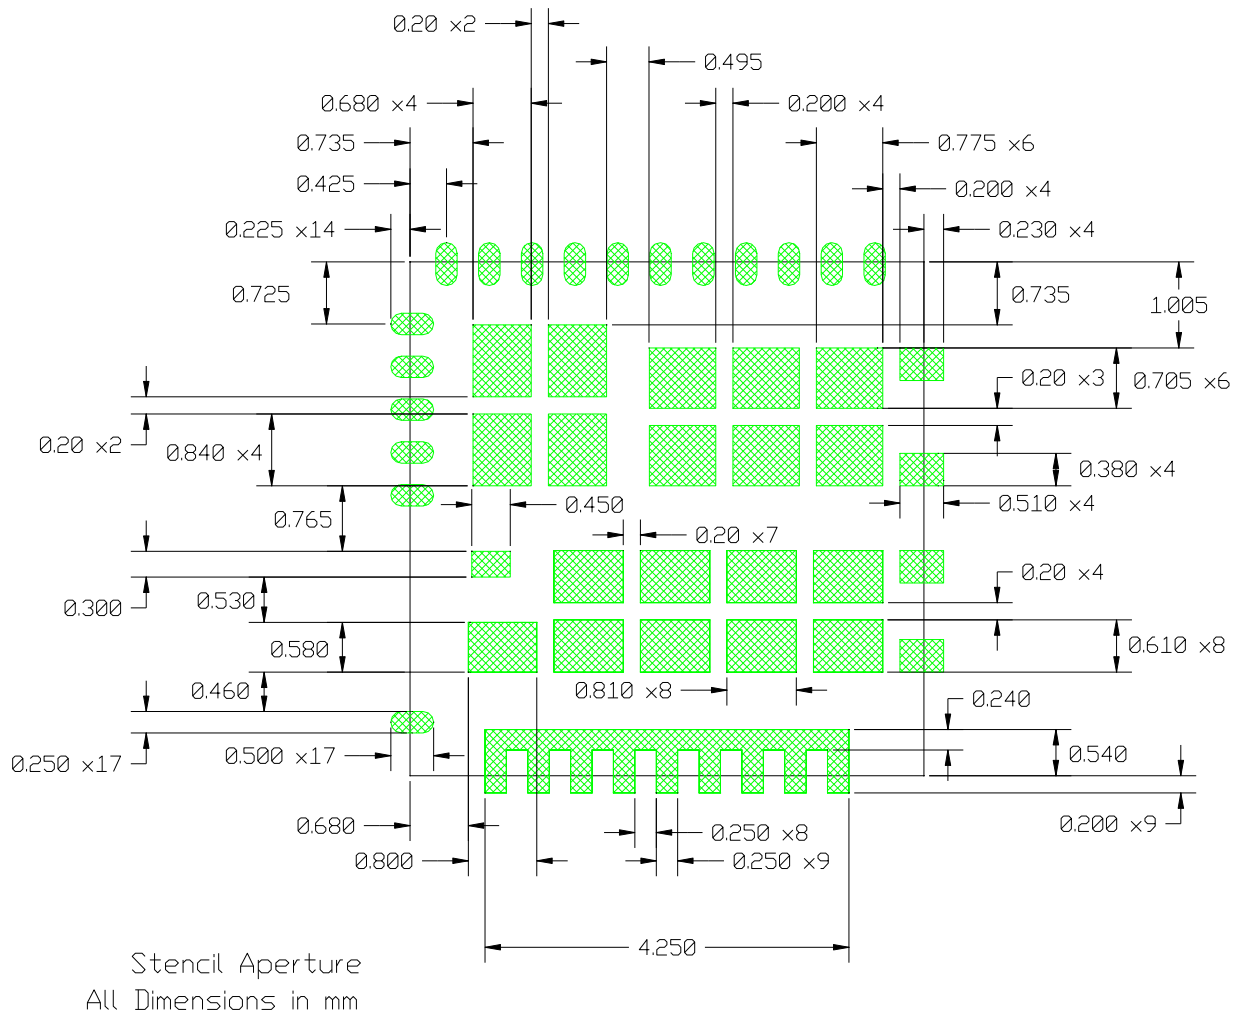 0.20 x2
0.495
0.680 x4
0.200 x4
0.735
0.775 x6
0.425
0.200 x4
0.225 x14
0.230 x4
0.725
0.735
1.005
0.20 x3
0.705 x6
0.20 x2
0.840 x4
0.380 x4
0.450
0.510 x4
0.765
0.20 x7
0.20 x4
0.300
0.530
0.580
0.610 x8
0.460
0.810 x8
0.240
0.250 x17
0.500 x17
0.540
0.680
0.250 x8
0.200 x9
0.800
0.250 x9
4.250
Stencil Aperture
All Dimensions in mm